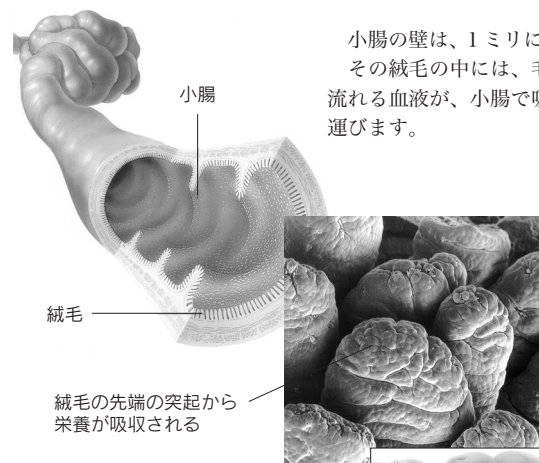 小腸の壁は、1 ミリに
その絨毛の中には、毛
流れる血液が、小腸で吸
運びます。
小腸
絨毛
絨毛の先端の突起から
栄養が吸収される